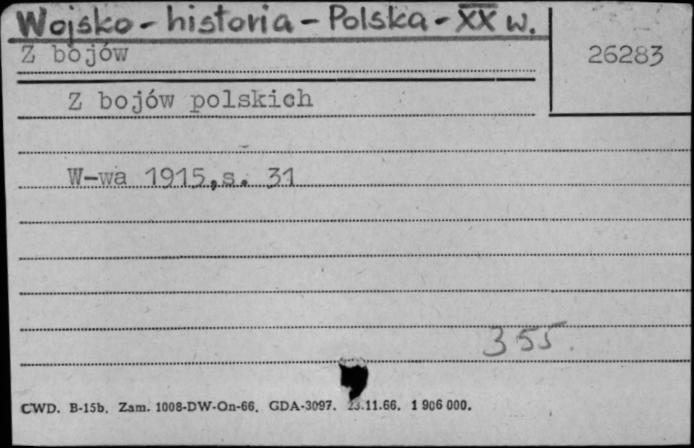 Wojsko - historia - Polska - XX w.
Z bojów
26283
Z bojów polskich
W-wa 1915, s. 31
355.
CWD. B-15b. Zam. 1008-DW-On-66. GDA-3097. 23.11.66. 1 906 000.